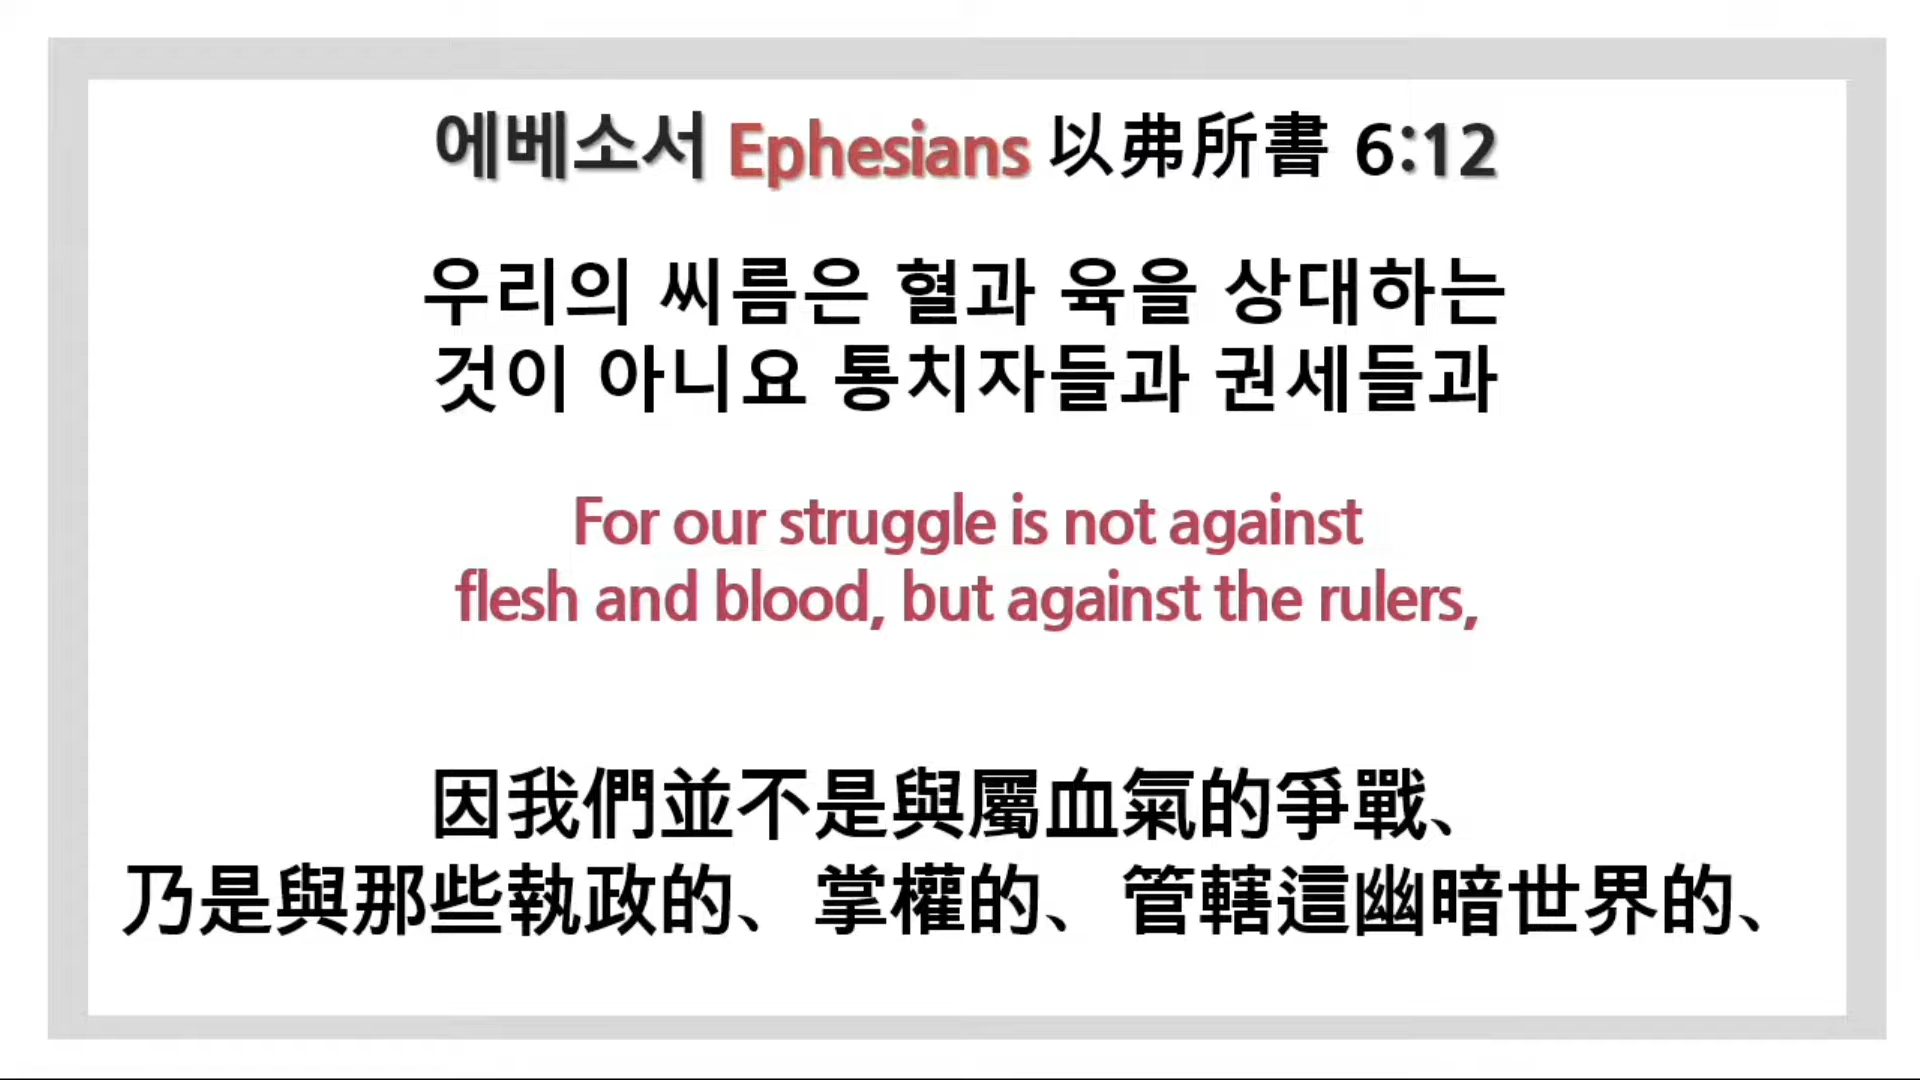 에베소서 Ephesians 以弗所書 6:12
우리의 씨름은 혈과 육을 상대하는
것이 아니요 통치자들과 권세들과
For our struggle is not against
flesh and blood, but against the rulers,
因我們並不是與屬血氣的爭戰、
乃是與那些執政的、掌權的、管轄這幽暗世界的、